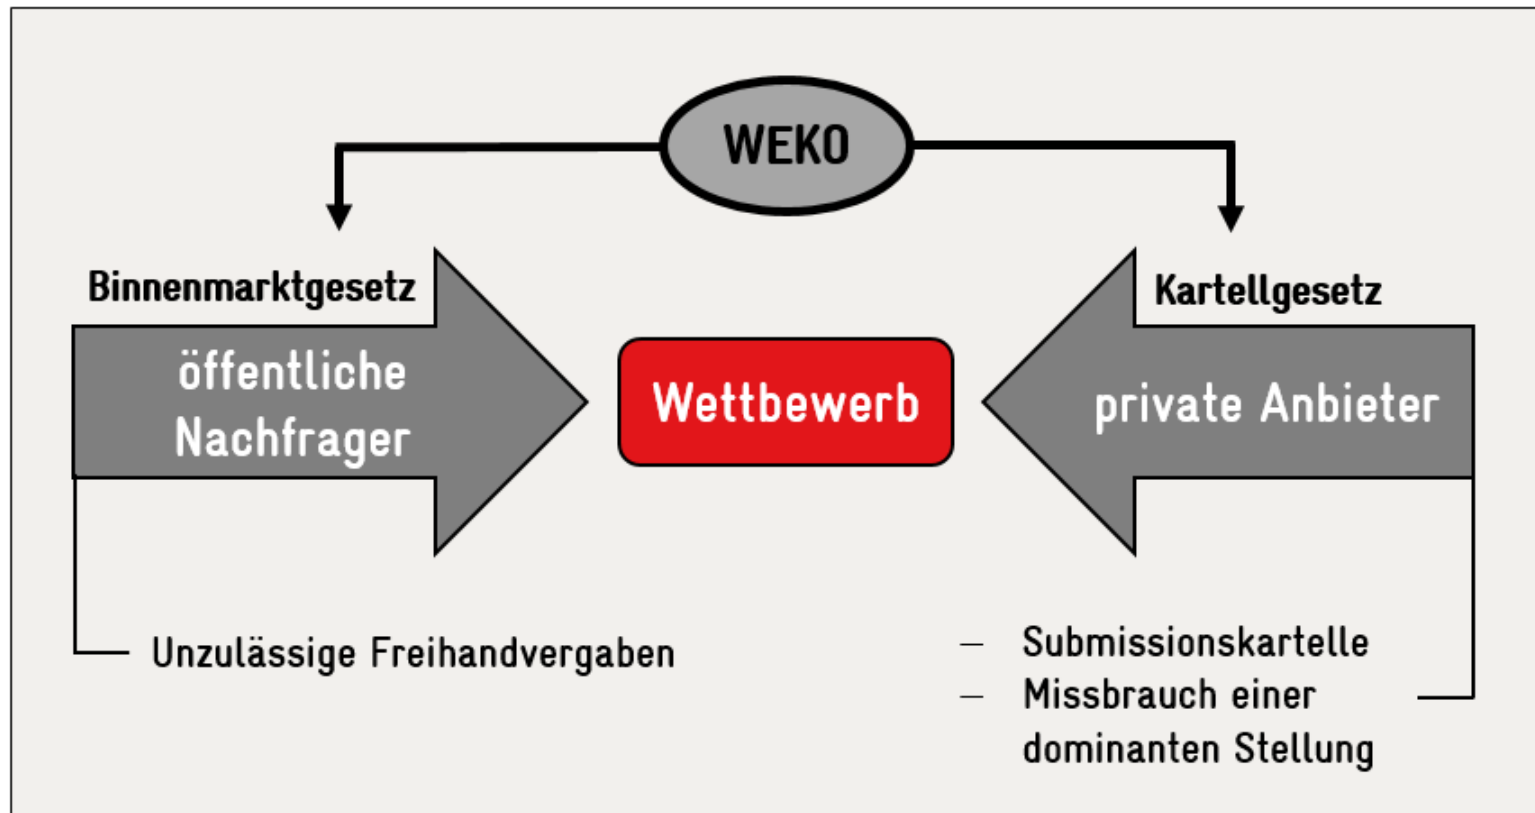 WEKO
Binnenmarktgesetz
öffentliche
Nachfrager
Wettbewerb
Kartellgesetz
private Anbieter
Unzulässige Freihandvergaben
– Submissionskartelle
– Missbrauch einer
dominanten Stellung